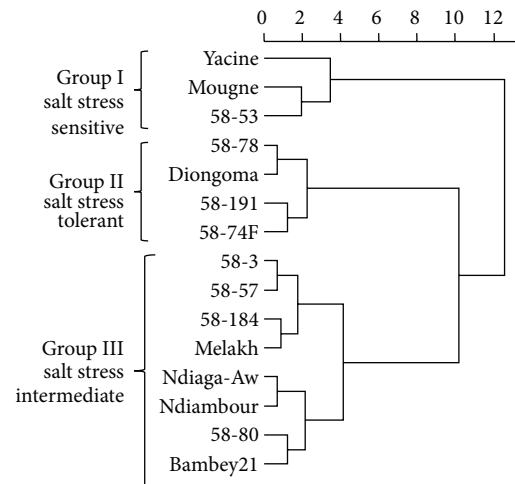 0 2 4 6 8 10 12
Group I
salt stress
sensitive
Yacine
Mougne
58-53
Group II
salt stress
tolerant
58-78
Diongoma
58-191
58-74F
Group III
salt stress
intermediate
58-3
58-57
58-184
Melakh
Ndiaga-Aw
Ndiambour
58-80
Bambey21